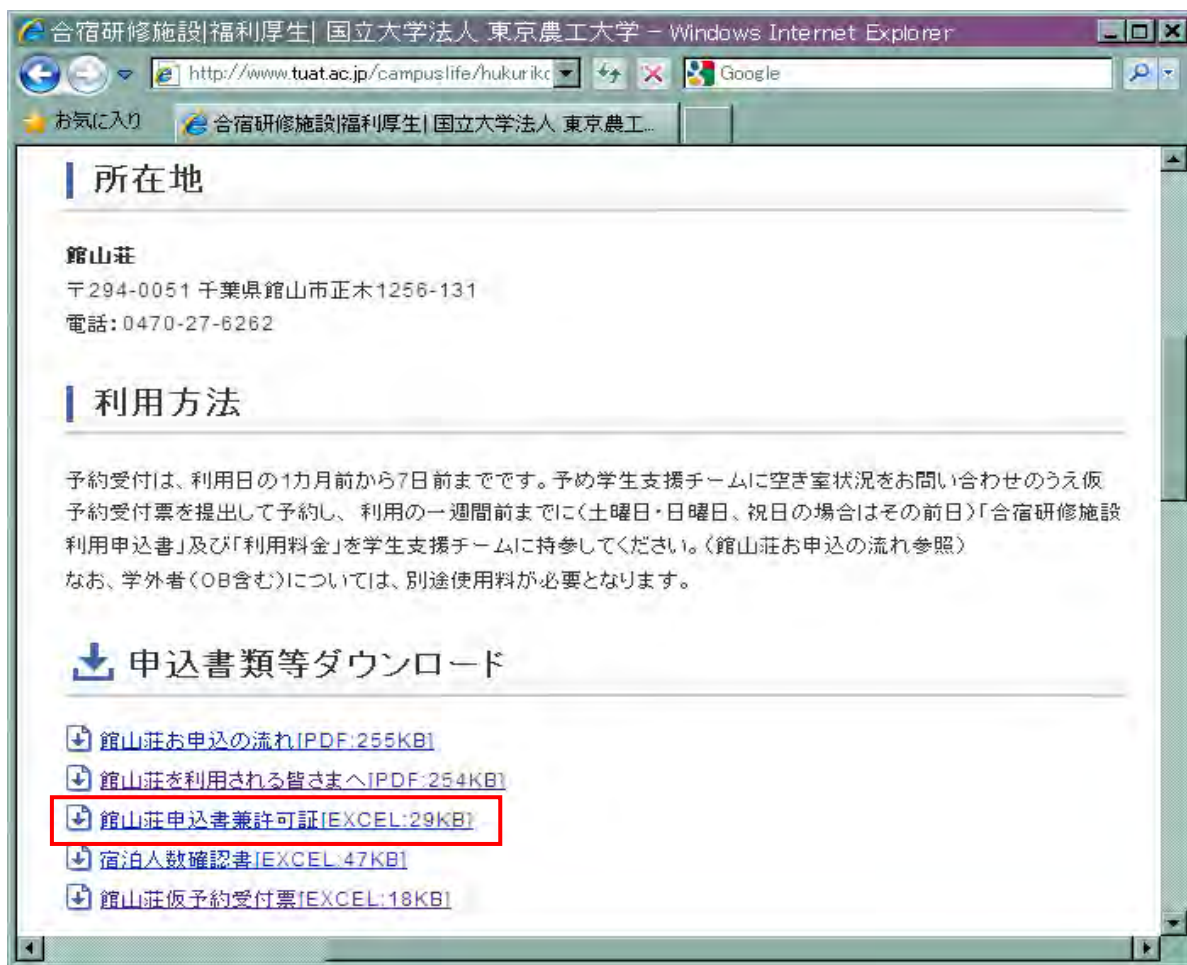 合宿研修施設|福利厚生| 国立大学法人 東京農工大学 - Windows Internet Explorer
http://www.tuat.ac.jp/campuslife/hukurikc
Google
お気に入り
合宿研修施設|福利厚生| 国立大学法人 東京農工...
所在地
館山荘
〒294-0051 千葉県館山市正木1256-131
電話:0470-27-6262
利用方法
予約受付は、利用日の1カ月前から7日前までです。予め学生支援チームに空き室状況をお問い合わせのうえ仮
予約受付票を提出して予約し、 利用の一週間前までに(土曜日・日曜日、祝日の場合はその前日)「合宿研修施設
利用申込書」及び「利用料金」を学生支援チームに持参してください。(館山荘お申込の流れ参照)
なお、学外者(OB含む)については、別途使用料が必要となります。
申込書類等ダウンロード
館山荘お申込の流れ[PDF:255KB]
館山荘を利用される皆さまへ[PDF:254KB]
館山荘申込書兼許可証[EXCEL:29KB]
宿泊人数確認書[EXCEL:47KB]
館山荘仮予約受付票[EXCEL:18KB]